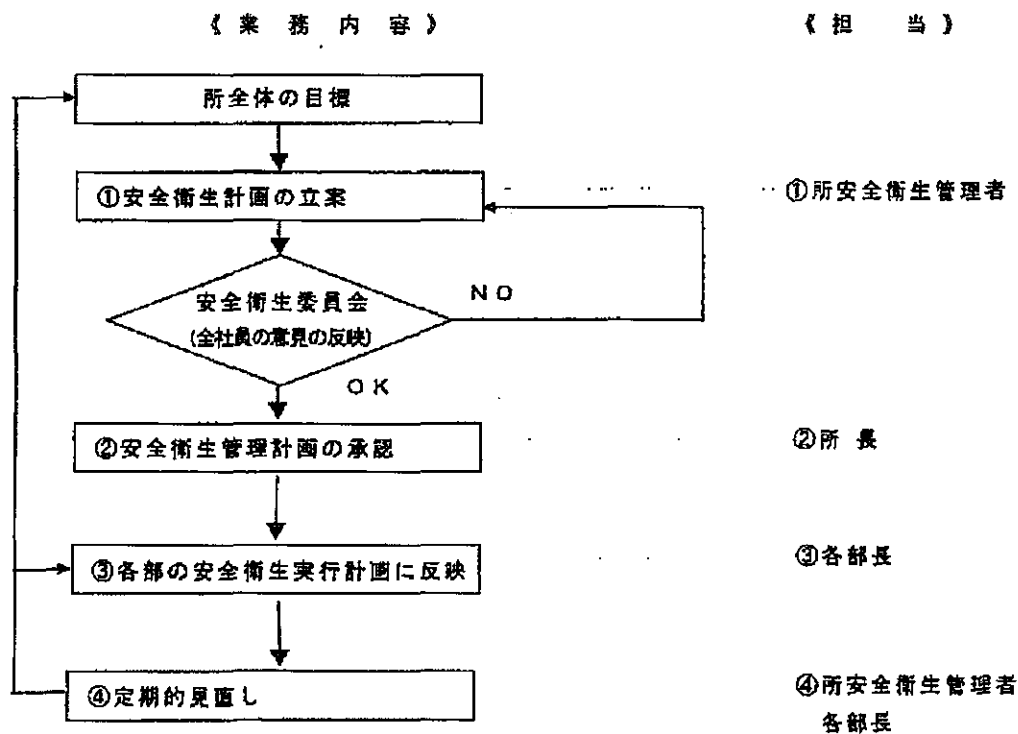 《 業 務 内 容 》
《 担 当 》
所全体の目標
①安全衛生計画の立案
①所安全衛生管理者
安全衛生委員会
(全社員の意見の反映)
NO
OK
②安全衛生管理計画の承認
②所 長
③各部の安全衛生実行計画に反映
③各部長
④定期的見直し
④所安全衛生管理者
各部長